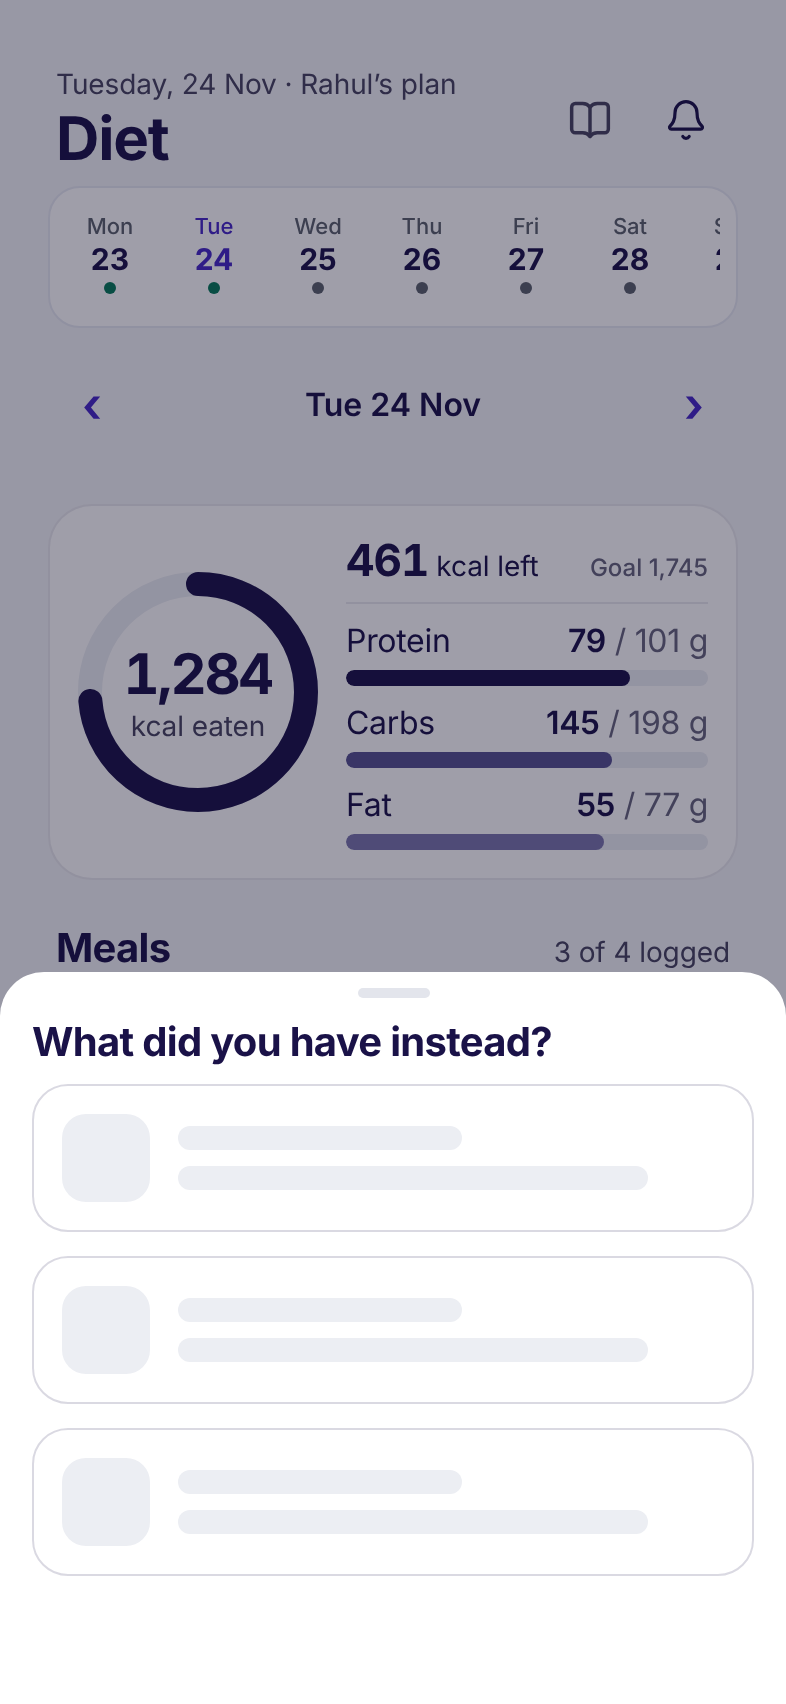 Tuesday, 24 Nov · Rahul’s plan
Diet
Mon Tue Wed Thu Fri Sat
23 24 25 26 27 28
‹ Tue 24 Nov ›
461 kcal left Goal 1,745
1,284
kcal eaten
Protein 79 / 101 g
Carbs 145 / 198 g
Fat 55 / 77 g
Meals 3 of 4 logged
What did you have instead?